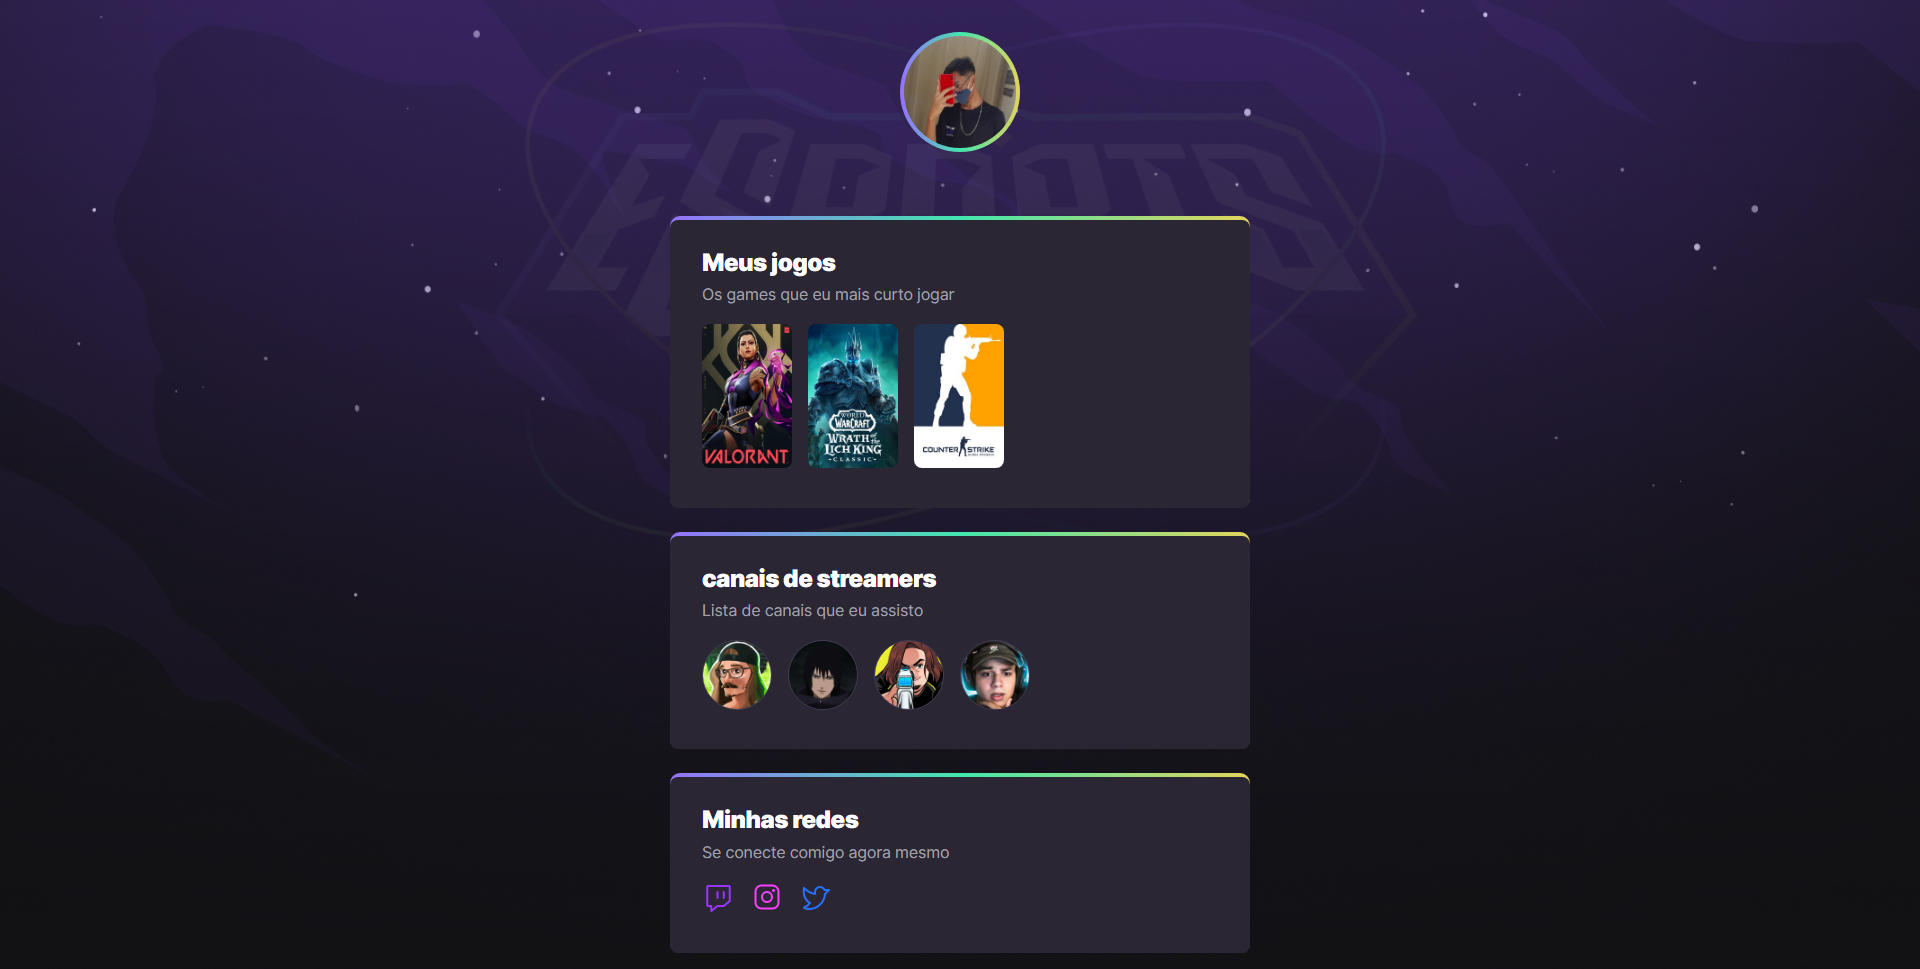 ESPORTS
Meus jogos
Os games que eu mais curto jogar
VALORANT
WORLD
WARCRAFT
WRATH of the
LICH KING
CLASSIC
COUNTER STRIKE
canais de streamers
Lista de canais que eu assisto
Minhas redes
Se conecte comigo agora mesmo